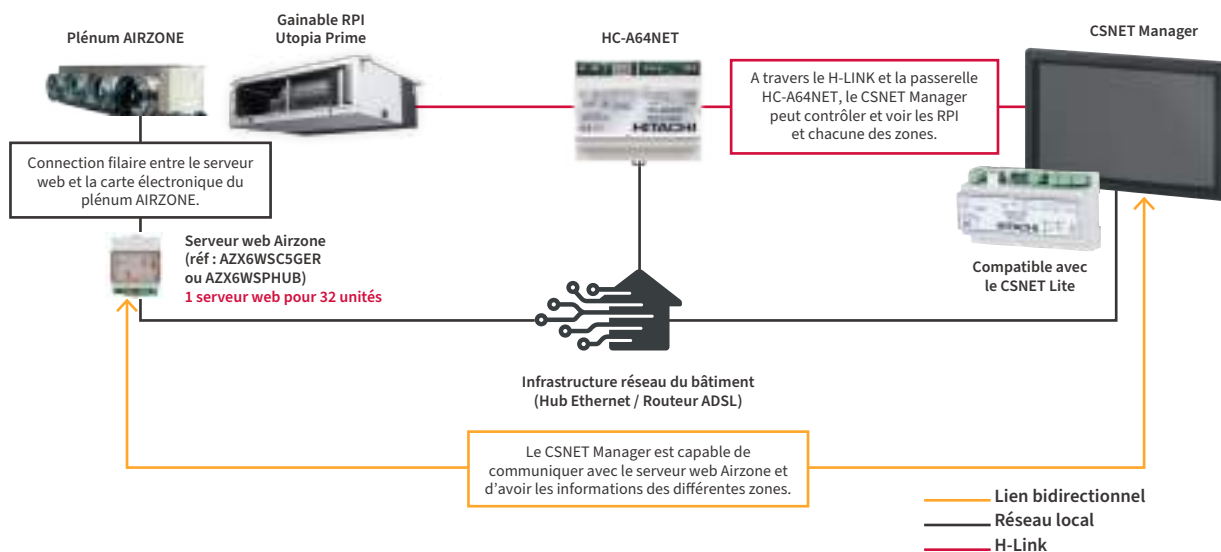 Plénum AIRZONE
Gainable RPI
Utopia Prime
HC-A64NET
CSNET Manager
A travers le H-LINK et la passerelle
HC-A64NET, le CSNET Manager
peut contrôler et voir les RPI
et chacune des zones.
HITACHI
Connection filaire entre le serveur
web et la carte électronique du
plénum AIRZONE.
Serveur web Airzone
(réf : AZX6WSC5GER
ou AZX6WSPHUB)
1 serveur web pour 32 unités
HITACHI
Compatible avec
le CSNET Lite
Infrastructure réseau du bâtiment
(Hub Ethernet / Routeur ADSL)
Le CSNET Manager est capable de
communiquer avec le serveur web Airzone et
d’avoir les informations des différentes zones.
Lien bidirectionnel
Réseau local
H-Link